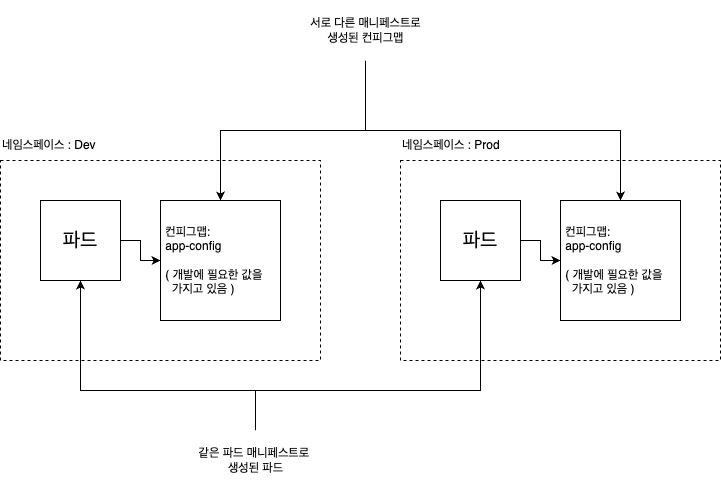 서로 다른 매니페스트로
생성된 컨피그맵
네임스페이스 : Dev
네임스페이스 : Prod
파드
컨피그맵:
app-config
( 개발에 필요한 값을
가지고 있음 )
파드
컨피그맵:
app-config
( 개발에 필요한 값을
가지고 있음 )
같은 파드 매니페스트로
생성된 파드